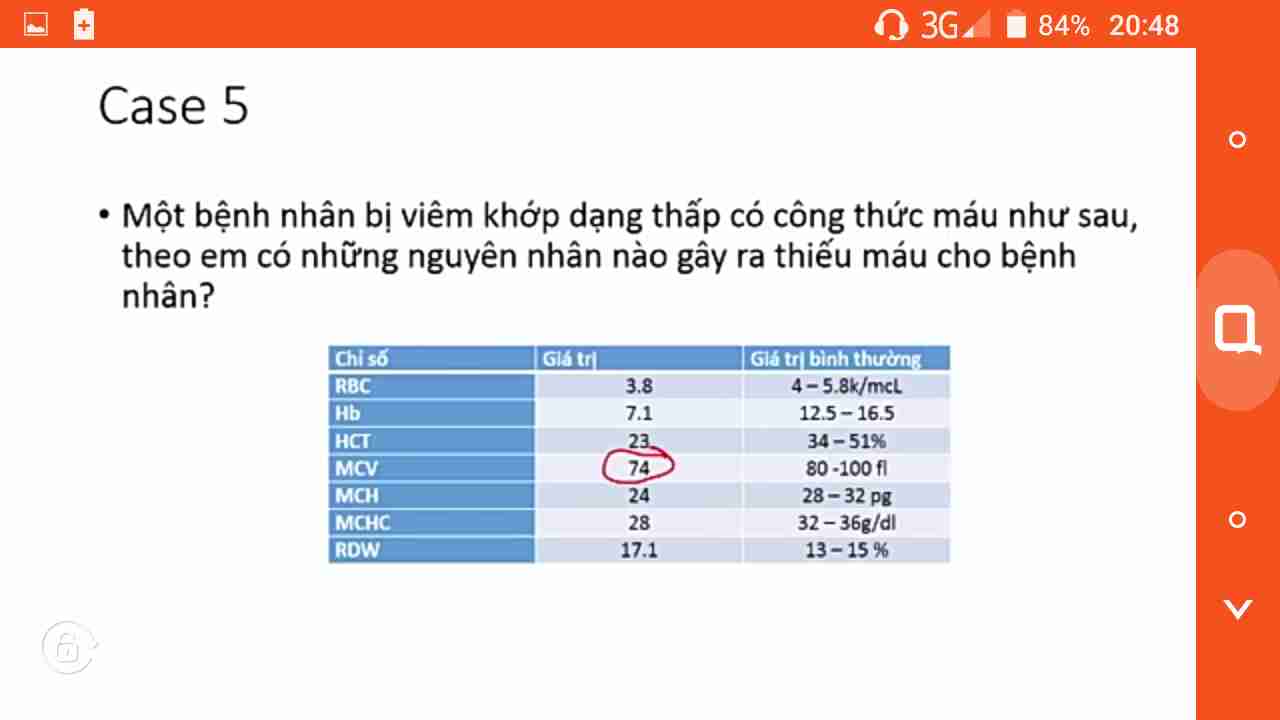 3G 84% 20:48
Case 5
• Một bệnh nhân bị viêm khớp dạng thấp có công thức máu như sau,
theo em có những nguyên nhân nào gây ra thiếu máu cho bệnh
nhân?
Chỉ số Giá trị Giá trị bình thường
RBC 3.8 4 – 5.8k/mcL
Hb 7.1 12.5 – 16.5
HCT 23 34 – 51%
MCV 74 80 -100 fl
MCH 24 28 – 32 pg
MCHC 28 32 – 36g/dl
RDW 17.1 13 – 15 %